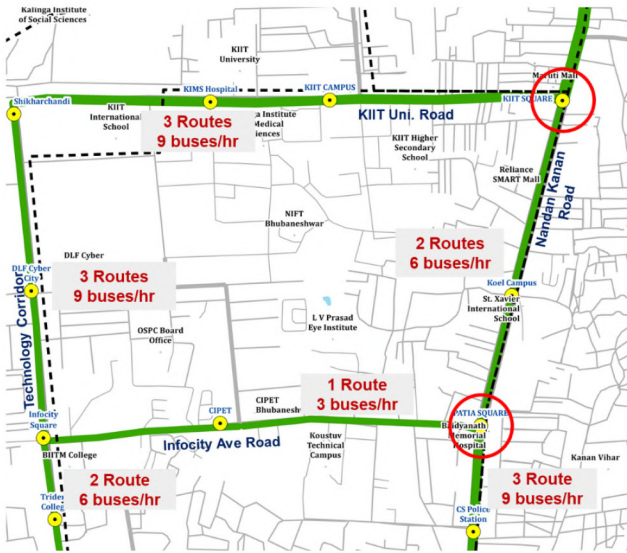 Kalinga Institute
of Social Sciences
KIIT
University
Maruti Mall
KIMS Hospital
KIIT CAMPUS
KIIT SQUARE
Shikharchandi
KIIT
International
School
3 Routes
9 buses/hr
Institute
Medical
KIIT Uni. Road
KIIT Higher
Secondary
School
Reliance
SMART Mall
Nandan Kanan
Road
NIFT
Bhubaneshwar
2 Routes
6 buses/hr
DLF Cyber
DLF Cyber
City
3 Routes
9 buses/hr
Koel Campus
St. Xavier
International
School
Technology Corridor
OSPC Board
Office
L V Prasad
Eye Institute
1 Route
3 buses/hr
CIPET
CIPET
Bhubanesh
PATIA SQUARE
Baidyanath
Memorial
Hospital
Infocity
Square
BIITM College
Infocity Ave Road
Koustuv
Technical
Campus
Kanan Vihar
2 Route
6 buses/hr
3 Route
9 buses/hr
Triden
Colleg
CS Police
Station